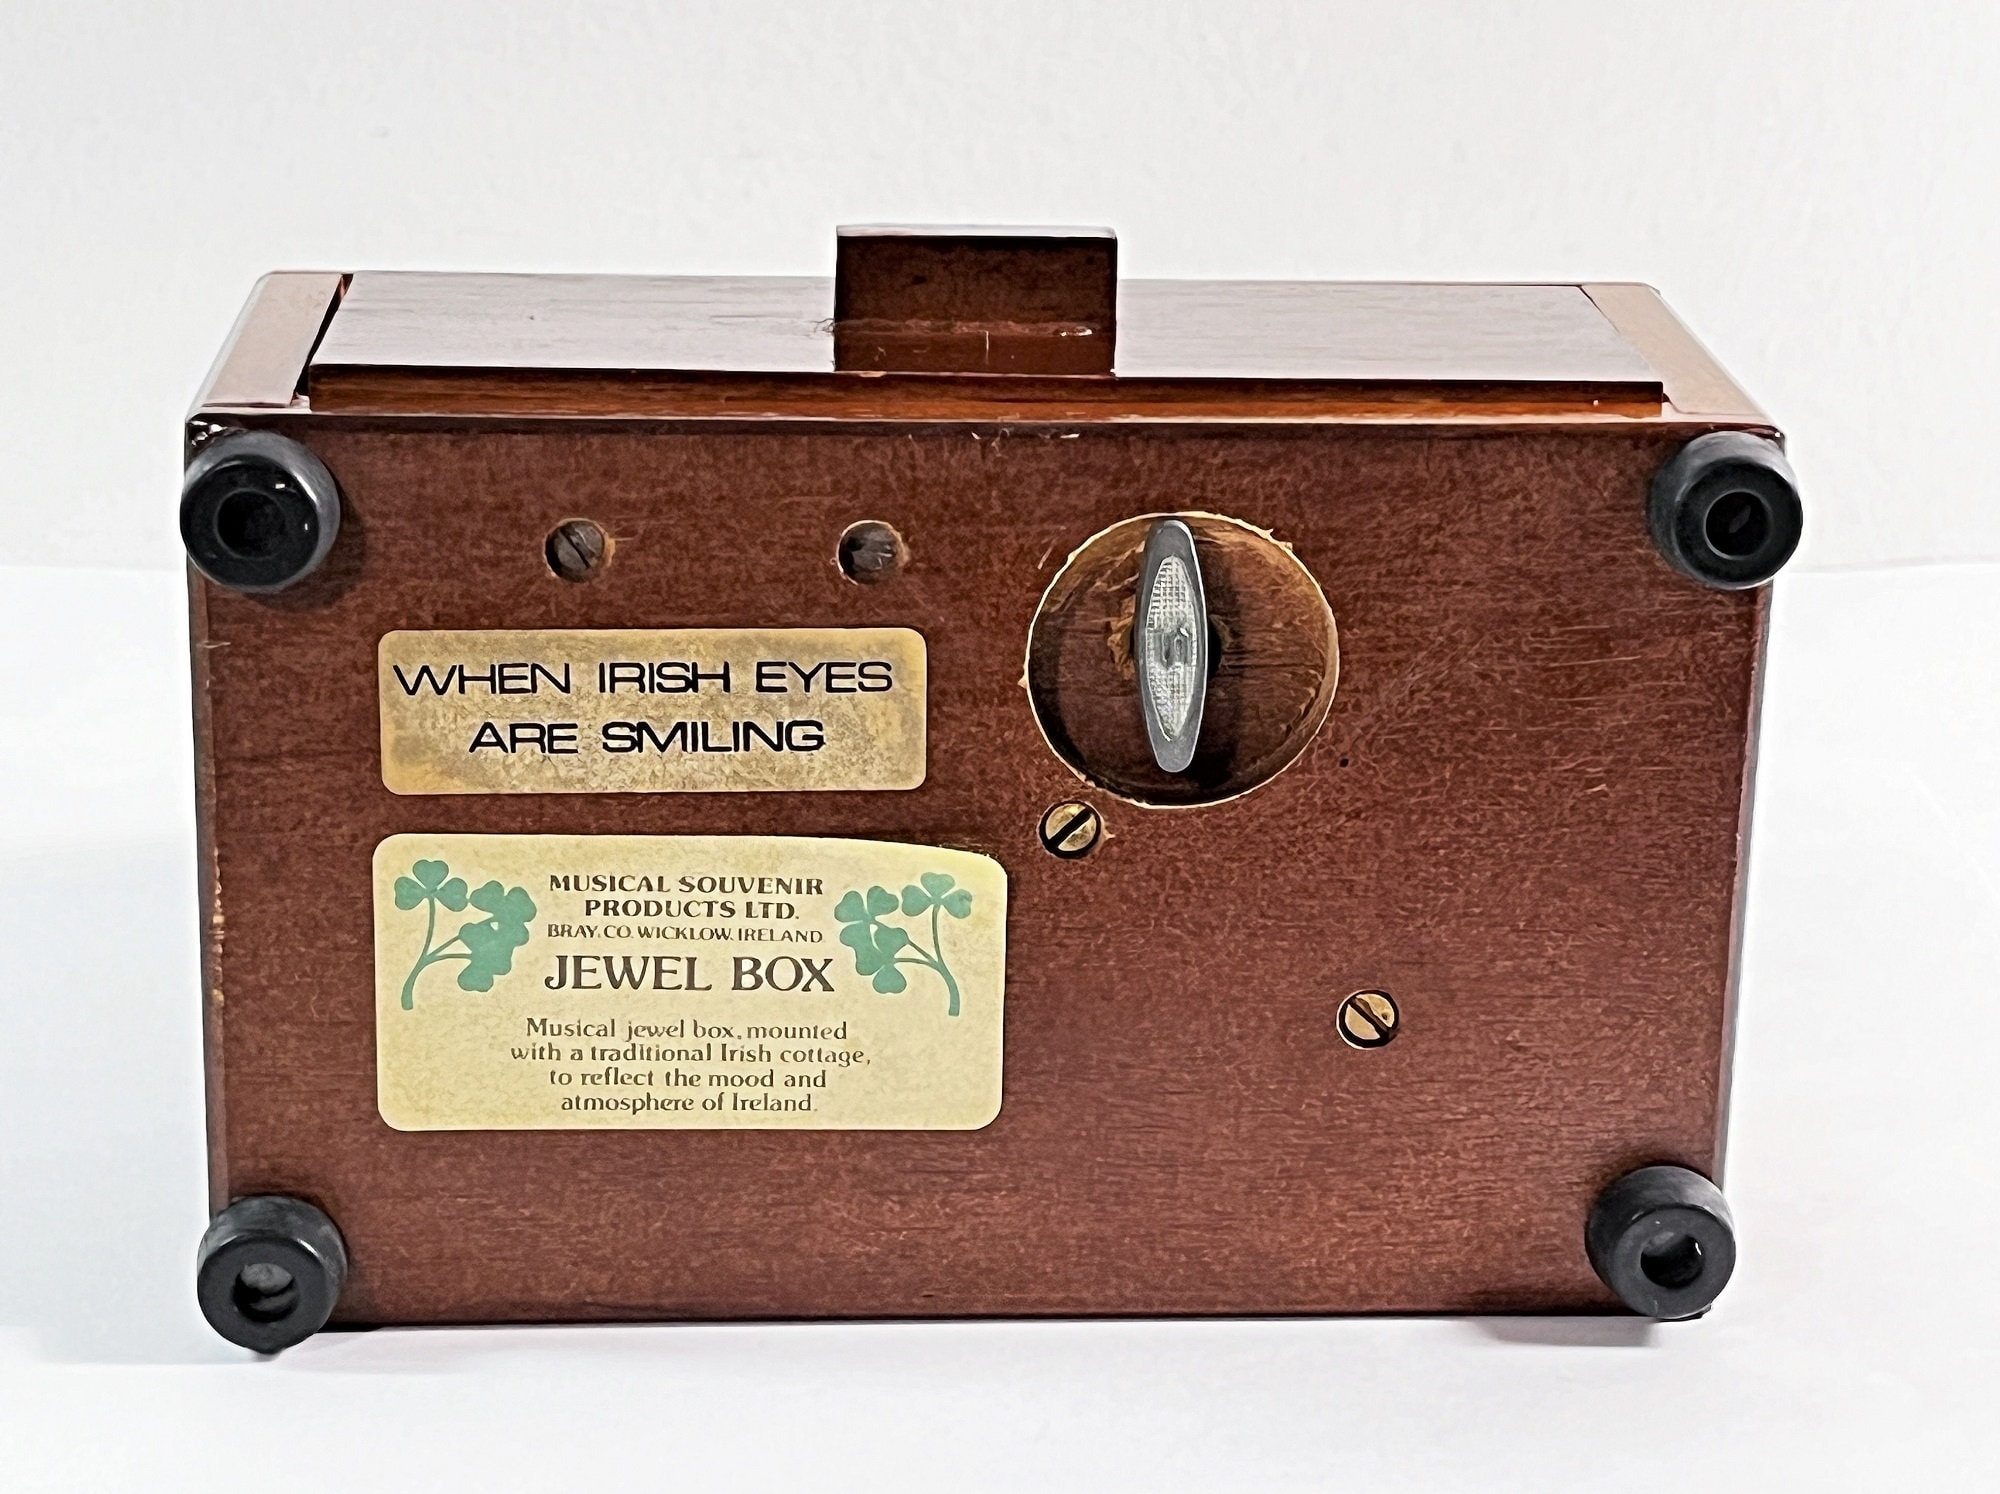 WHEN IRISH EYES
ARE SMILING
MUSICAL SOUVENIR
PRODUCTS LTD.
BRAY. CO. WICKLOW. IRELAND
JEWEL BOX
Musical jewel box, mounted
with a traditional Irish cottage,
to reflect the mood and
atmosphere of Ireland.